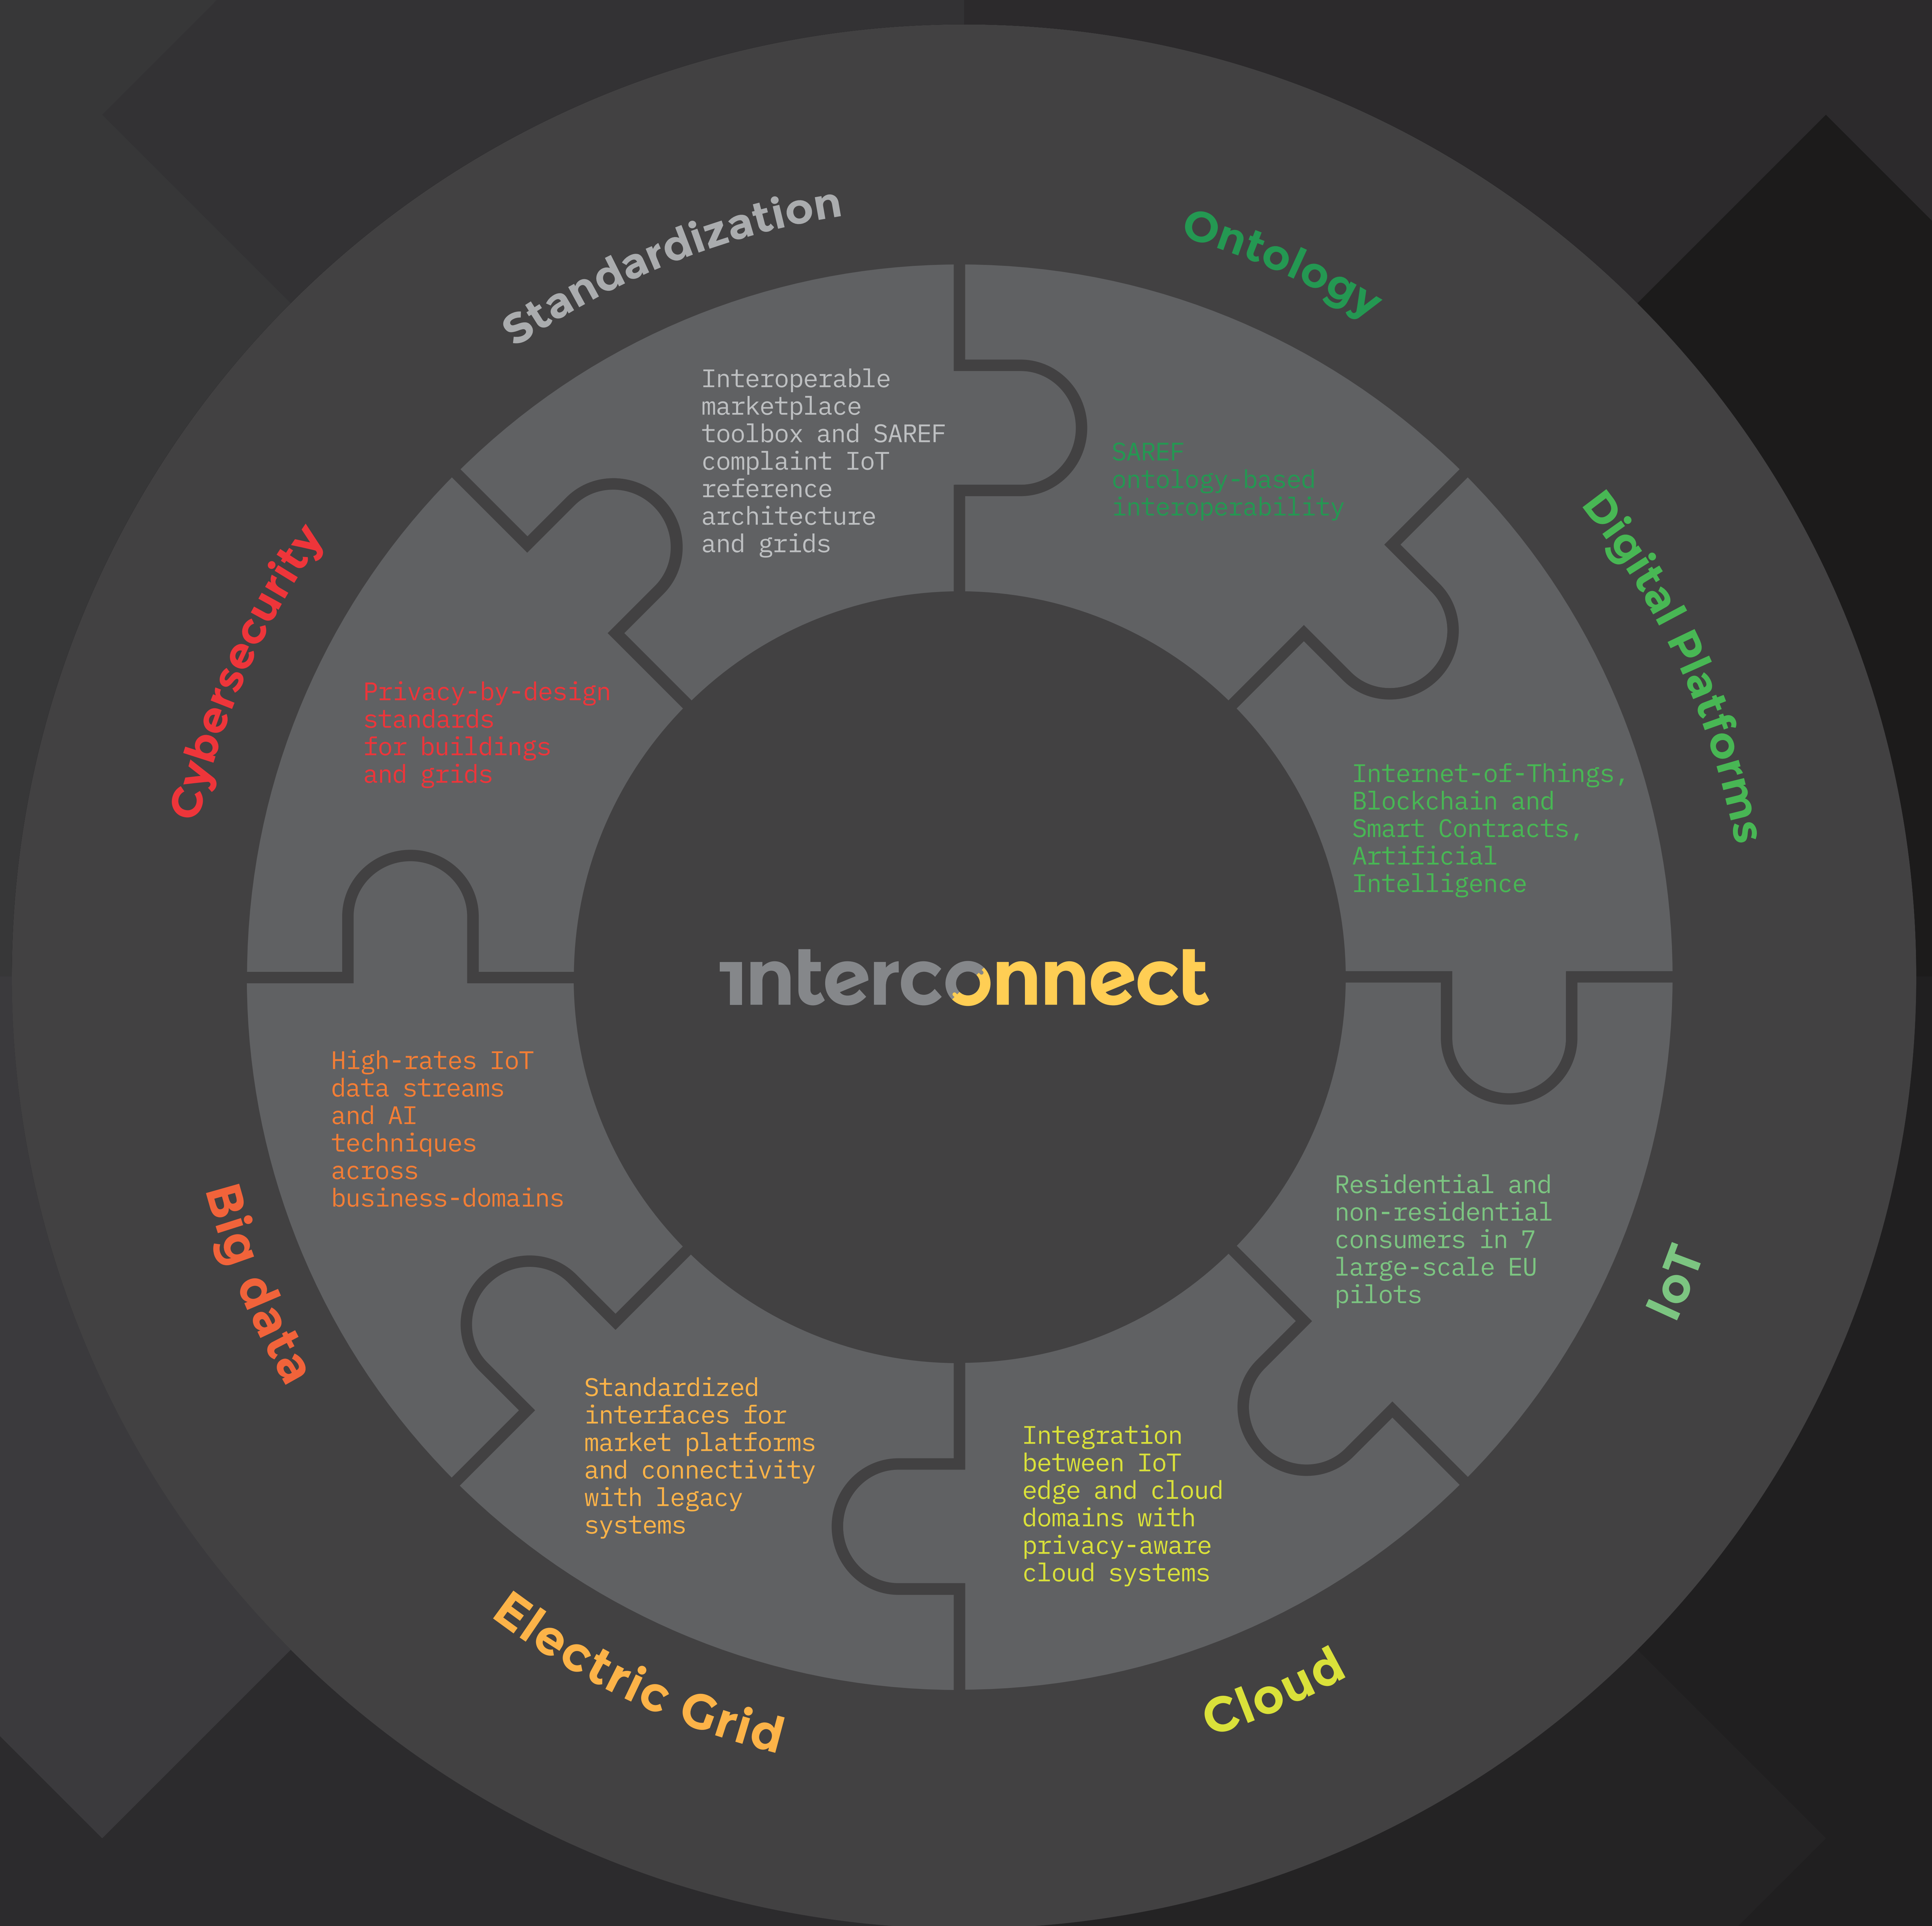 Standardization
Interoperable
marketplace
toolbox and SAREF
complaint IoT
reference
architecture
and grids
Ontology
SAREF
ontology-based
interoperability
Digital Platforms
Internet-of-Things,
Blockchain and
Smart Contracts,
Artificial
Intelligence
IoT
Residential and
non-residential
consumers in 7
large-scale EU
pilots
Cloud
Integration
between IoT
edge and cloud
domains with
privacy-aware
cloud systems
Electric Grid
Standardized
interfaces for
market platforms
and connectivity
with legacy
systems
Big data
High-rates IoT
data streams
and AI
techniques
across
business-domains
Cybersecurity
Privacy-by-design
standards
for buildings
and grids
interconnect